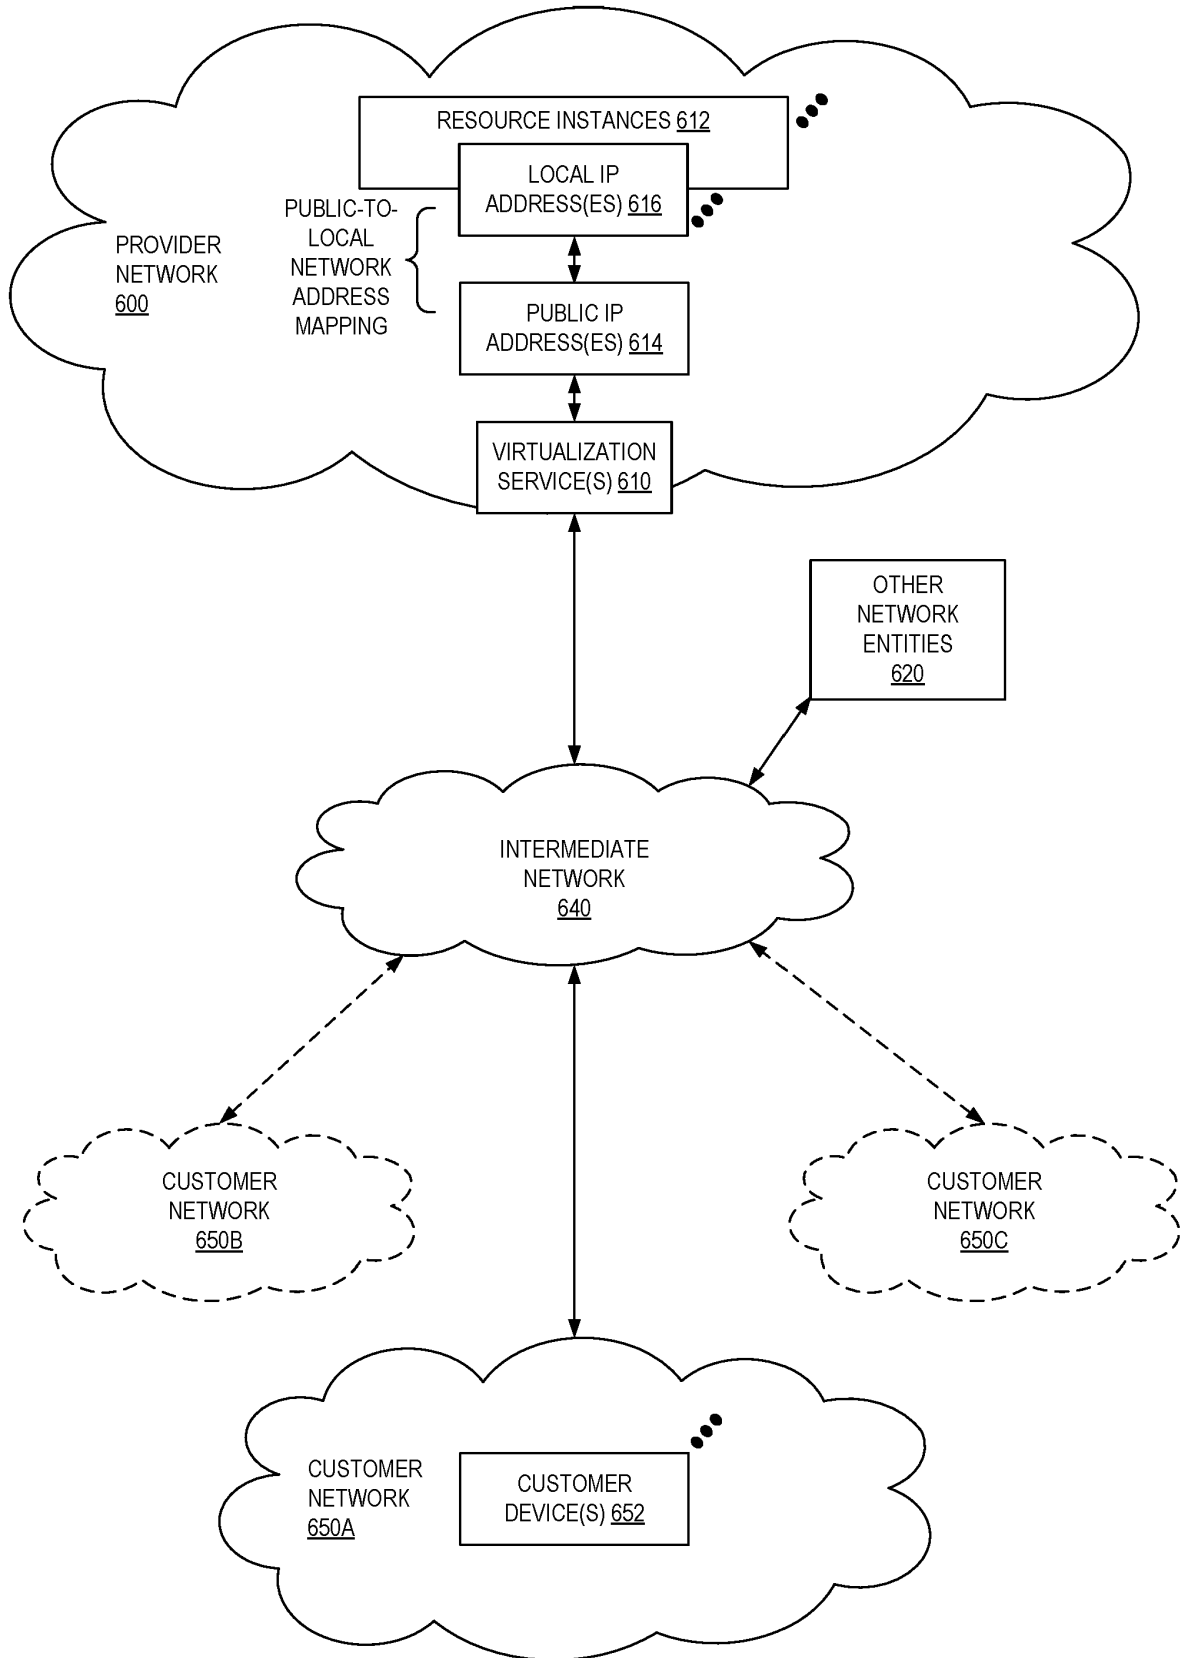 RESOURCE INSTANCES 612
LOCAL IP
ADDRESS(ES) 616
PUBLIC-TO-
LOCAL
NETWORK
ADDRESS
MAPPING
PROVIDER
NETWORK
600
PUBLIC IP
ADDRESS(ES) 614
VIRTUALIZATION
SERVICE(S) 610
OTHER
NETWORK
ENTITIES
620
INTERMEDIATE
NETWORK
640
CUSTOMER
NETWORK
650B
CUSTOMER
NETWORK
650C
CUSTOMER
NETWORK
650A
CUSTOMER
DEVICE(S) 652